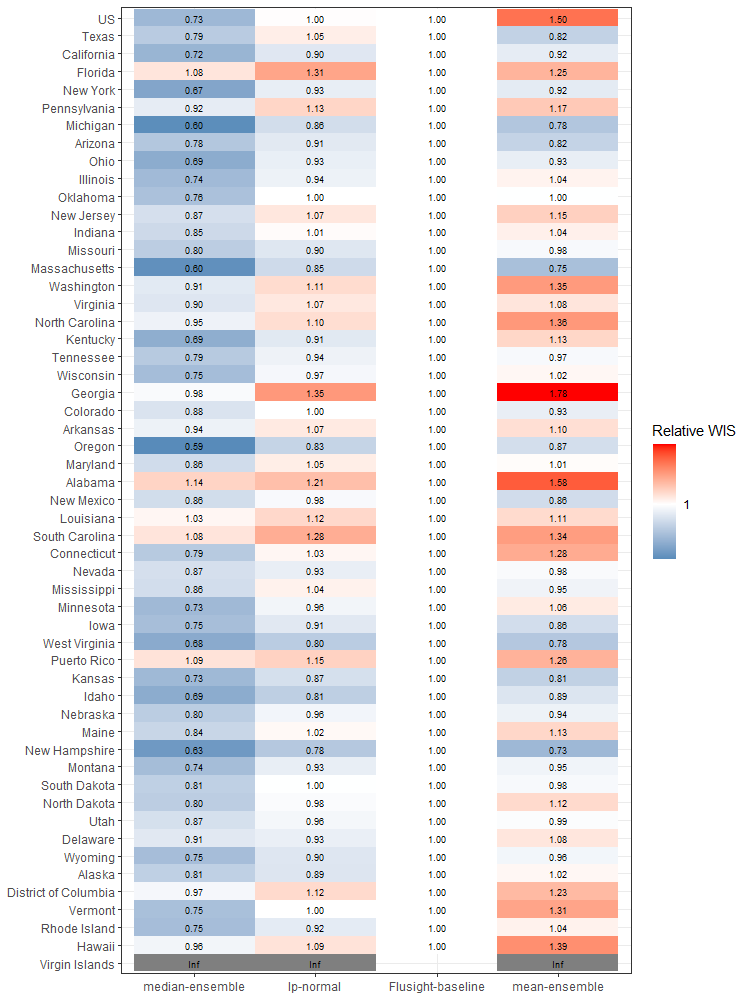 US 0.73 1.00 1.00 1.50
Texas 0.79 1.05 1.00 0.82
California 0.72 0.90 1.00 0.92
Florida 1.08 1.31 1.00 1.25
New York 0.67 0.93 1.00 0.92
Pennsylvania 0.92 1.13 1.00 1.17
Michigan 0.60 0.86 1.00 0.78
Arizona 0.78 0.91 1.00 0.82
Ohio 0.69 0.93 1.00 0.93
Illinois 0.74 0.94 1.00 1.04
Oklahoma 0.76 1.00 1.00 1.00
New Jersey 0.87 1.07 1.00 1.15
Indiana 0.85 1.01 1.00 1.04
Missouri 0.80 0.90 1.00 0.98
Massachusetts 0.60 0.85 1.00 0.75
Washington 0.91 1.11 1.00 1.35
Virginia 0.90 1.07 1.00 1.08
North Carolina 0.95 1.10 1.00 1.36
Kentucky 0.69 0.91 1.00 1.13
Tennessee 0.79 0.94 1.00 0.97
Wisconsin 0.75 0.97 1.00 1.02
Georgia 0.98 1.35 1.00 1.78
Colorado 0.88 1.00 1.00 0.93
Arkansas 0.94 1.07 1.00 1.10
Oregon 0.59 0.83 1.00 0.87
Maryland 0.86 1.05 1.00 1.01
Alabama 1.14 1.21 1.00 1.58
New Mexico 0.86 0.98 1.00 0.86
Louisiana 1.03 1.12 1.00 1.11
South Carolina 1.08 1.28 1.00 1.34
Connecticut 0.79 1.03 1.00 1.28
Nevada 0.87 0.93 1.00 0.98
Mississippi 0.86 1.04 1.00 0.95
Minnesota 0.73 0.96 1.00 1.06
Iowa 0.75 0.91 1.00 0.86
West Virginia 0.68 0.80 1.00 0.78
Puerto Rico 1.09 1.15 1.00 1.26
Kansas 0.73 0.87 1.00 0.81
Idaho 0.69 0.81 1.00 0.89
Nebraska 0.80 0.96 1.00 0.94
Maine 0.84 1.02 1.00 1.13
New Hampshire 0.63 0.78 1.00 0.73
Montana 0.74 0.93 1.00 0.95
South Dakota 0.81 1.00 1.00 0.98
North Dakota 0.80 0.98 1.00 1.12
Utah 0.87 0.96 1.00 0.99
Delaware 0.91 0.93 1.00 1.08
Wyoming 0.75 0.90 1.00 0.96
Alaska 0.81 0.89 1.00 1.02
District of Columbia 0.97 1.12 1.00 1.23
Vermont 0.75 1.00 1.00 1.31
Rhode Island 0.75 0.92 1.00 1.04
Hawaii 0.96 1.09 1.00 1.39
Virgin Islands Inf Inf Inf
median-ensemble lp-normal Flusight-baseline mean-ensemble
Relative WIS
1